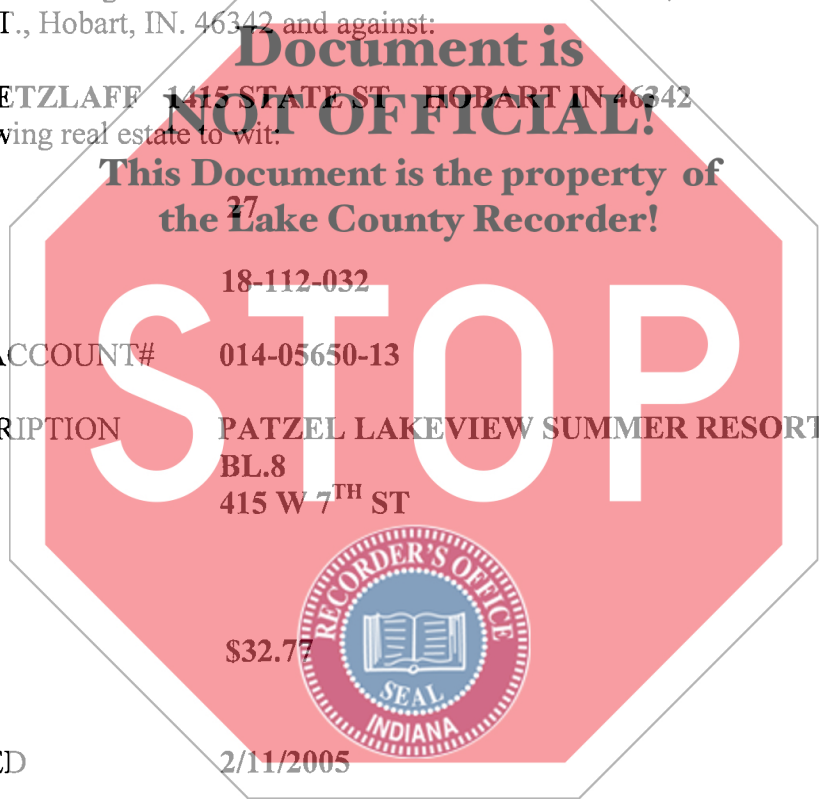 T., Hobart, IN. 46342 and against:
Document is
ETZLAFF 1415 STATE ST HOBART IN 46342
NOT OFFICIAL!
wing real estate to wit:
This Document is the property of
27
the Lake County Recorder!
18-112-032
STOP
ACCOUNT# 014-05650-13
RIPTION PATZEL LAKEVIEW SUMMER RESORT
BL.8
415 W 7TH ST
RECORDER'S OFFICE
$32.77
SEAL
INDIANA
ED 2/11/2005